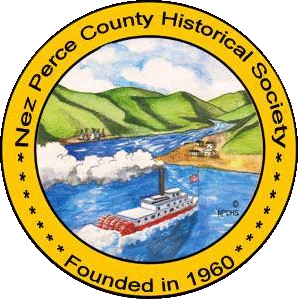 * * * * * * * Nez Perce County Historical Society * * * * * * *
Founded in 1960
©
NPCHS